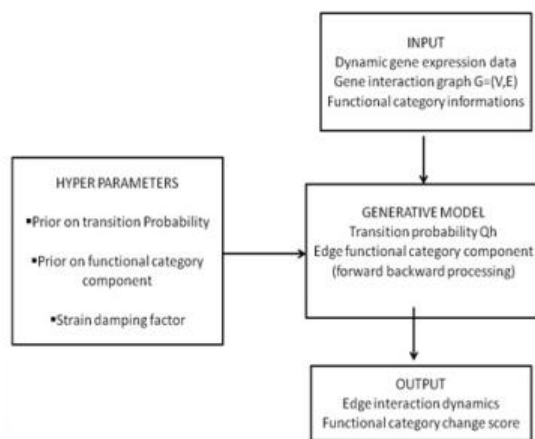 INPUT
Dynamic gene expression data
Gene interaction graph G=(V,E)
Functional category informations
HYPER PARAMETERS
▪Prior on transition Probability
▪Prior on functional category
component
▪Strain damping factor
GENERATIVE MODEL
Transition probability Qh
Edge functional category component
(forward backward processing)
OUTPUT
Edge interaction dynamics
Functional category change score